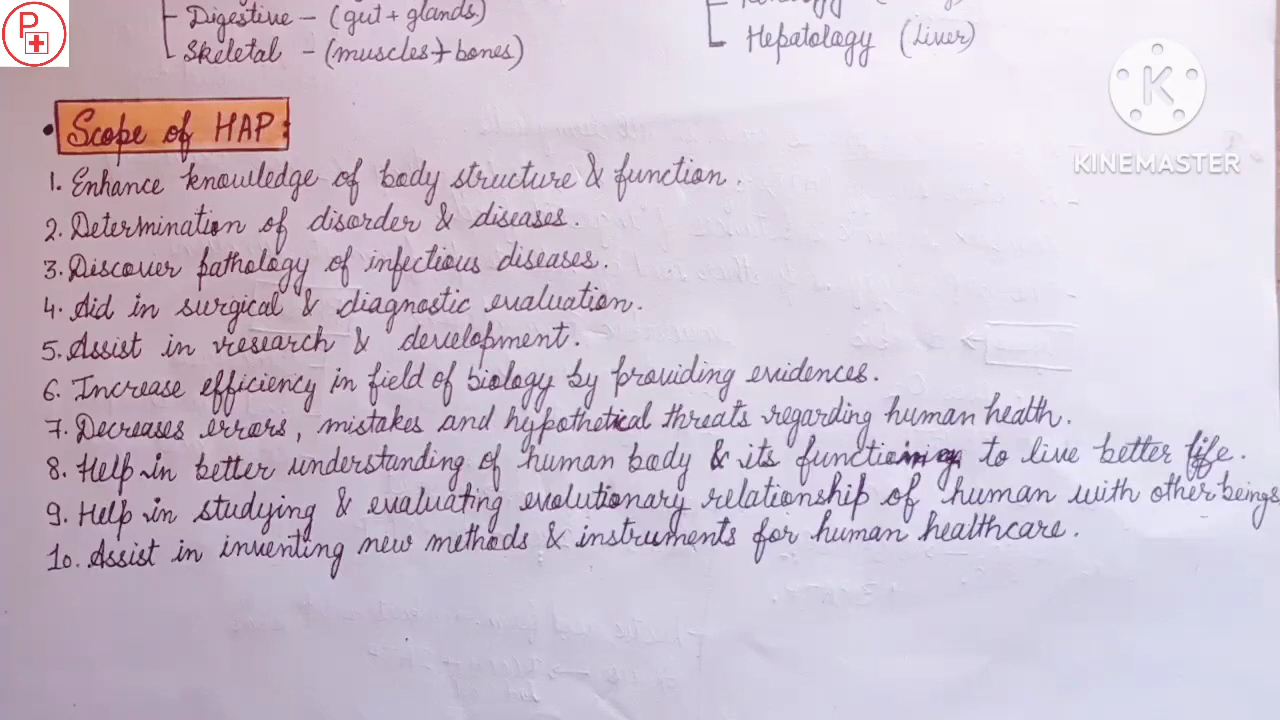 P
Digestive - (gut + glands)
Skeletal - (muscles + bones)
Hepatology (Liver)
K
KINEMASTER
• Scope of HAP:
1. Enhance knowledge of body structure & function.
2. Determination of disorder & diseases.
3. Discover pathology of infectious diseases.
4. Aid in surgical & diagnostic evaluation.
5. Assist in research & development.
6. Increase efficiency in field of biology by providing evidences.
7. Decreases errors, mistakes and hypothetical threats regarding human health.
8. Help in better understanding of human body & its functioning to live better life.
9. Help in studying & evaluating evolutionary relationship of human with other beings
10. Assist in inventing new methods & instruments for human healthcare.